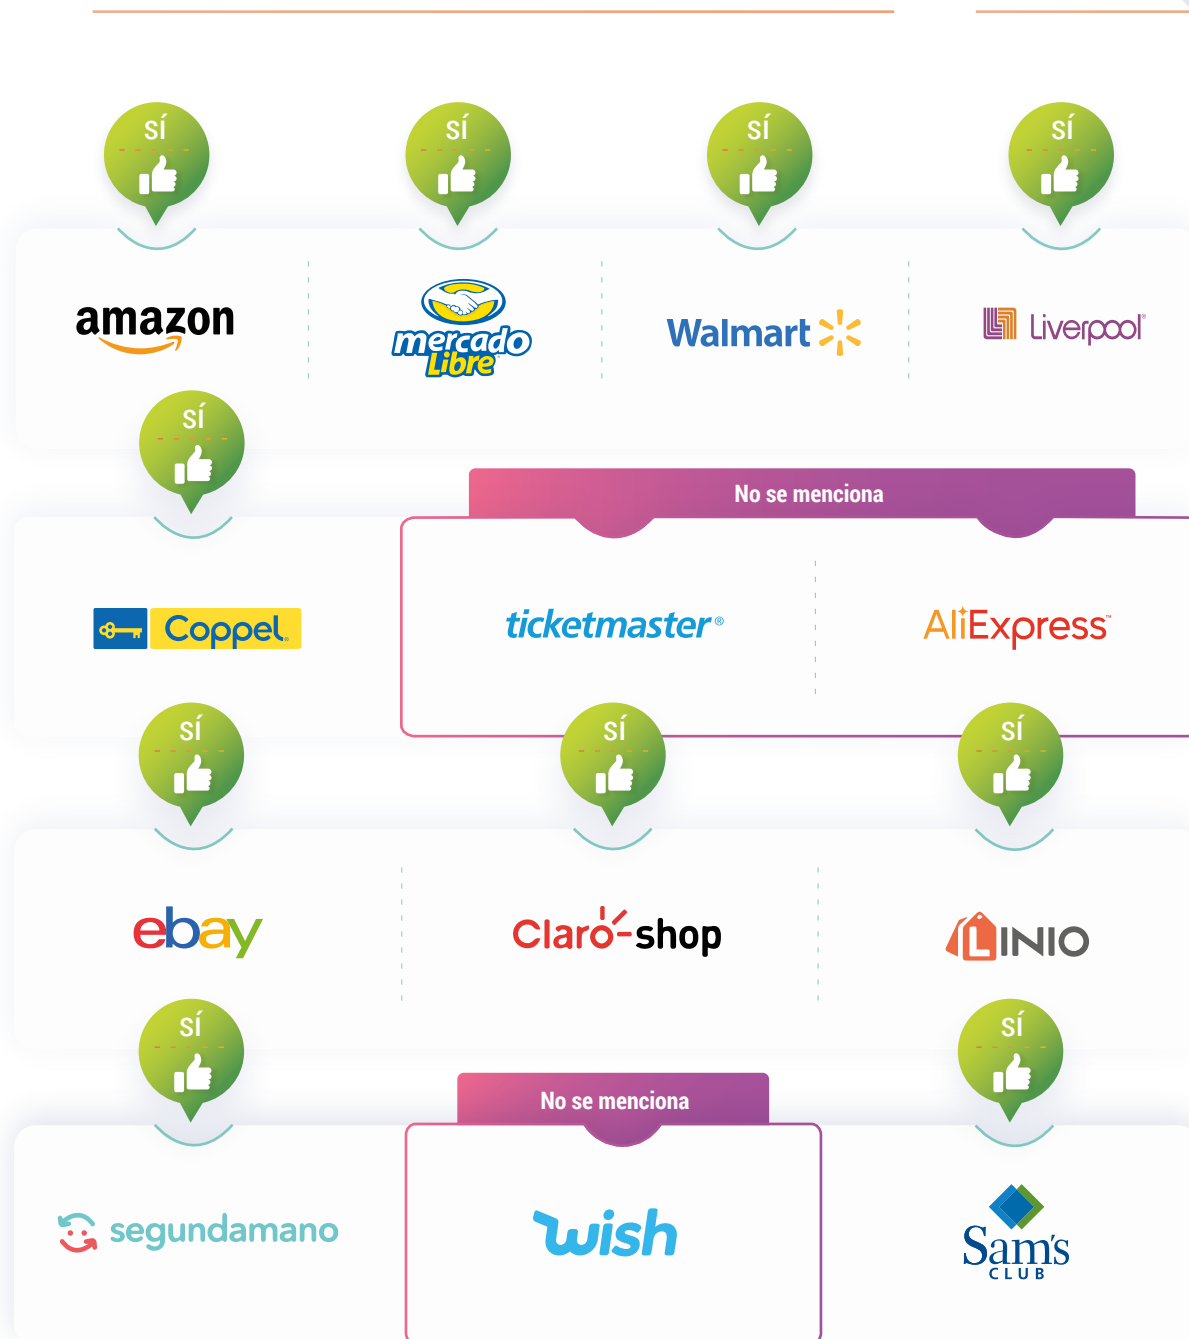 SÍ
SÍ
SÍ
SÍ
amazon
mercado
Libre
Walmart
Liverpool®
SÍ
No se menciona
Coppel®
ticketmaster®
AliExpress™
SÍ
SÍ
SÍ
ebay
Claro-shop
LINIO
SÍ
SÍ
No se menciona
segundamano
wish
Sam's
CLUB